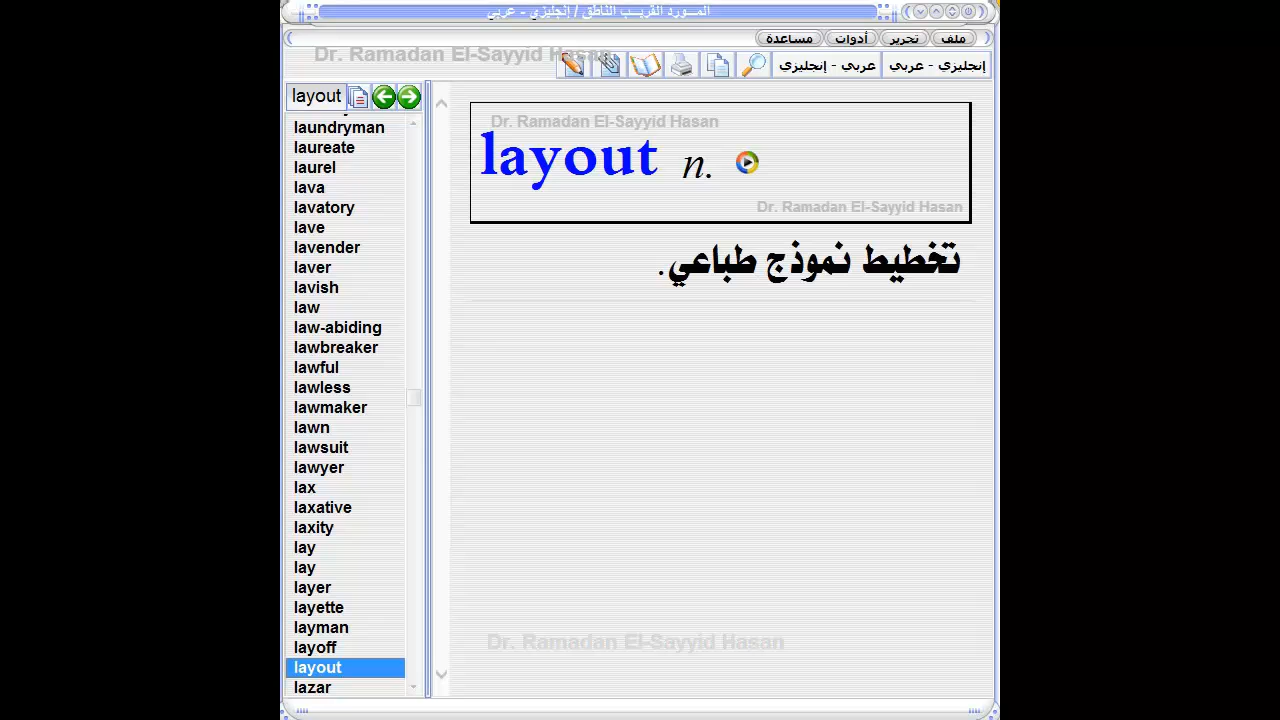 المـــورد القريـــب الناطق / إنجليزي - عربي
ملف تحرير أدوات مساعدة
Dr. Ramadan El-Sayyid Hasan
إنجليزي - عربي عربي - إنجليزي
layout
laundryman
laureate
laurel
lava
lavatory
lave
lavender
laver
lavish
law
law-abiding
lawbreaker
lawful
lawless
lawmaker
lawn
lawsuit
lawyer
lax
laxative
laxity
lay
lay
layer
layette
layman
layoff
layout
lazar
Dr. Ramadan El-Sayyid Hasan
layout n.
Dr. Ramadan El-Sayyid Hasan
تخطيط نموذج طباعي.
Dr. Ramadan El-Sayyid Hasan